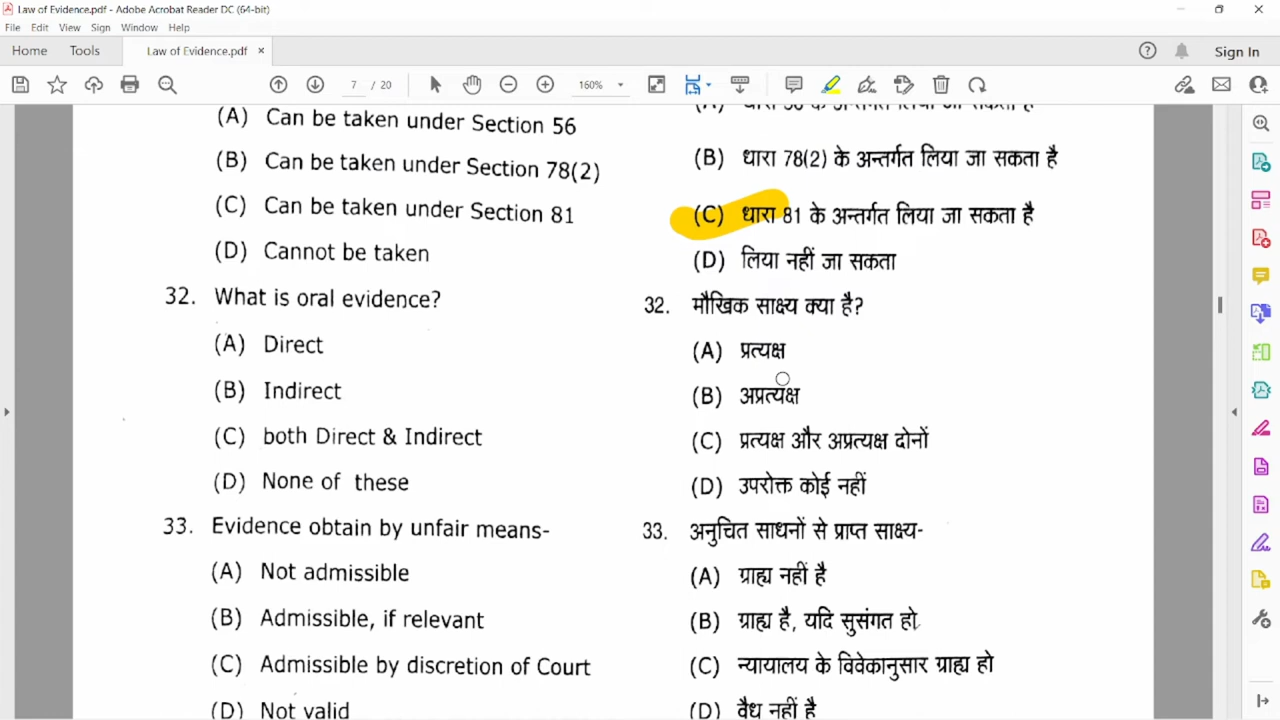 Law of Evidence.pdf - Adobe Acrobat Reader DC (64-bit)
File Edit View Sign Window Help
Home Tools Law of Evidence.pdf × Sign In
7 / 20 160%
(A) Can be taken under Section 56
(B) Can be taken under Section 78(2)
(C) Can be taken under Section 81
(D) Cannot be taken
32. What is oral evidence?
(A) Direct
(B) Indirect
(C) both Direct & Indirect
(D) None of these
33. Evidence obtain by unfair means-
(A) Not admissible
(B) Admissible, if relevant
(C) Admissible by discretion of Court
(D) Not valid
(A) धारा 56 के अन्तर्गत लिया जा सकता है
(B) धारा 78(2) के अन्तर्गत लिया जा सकता है
(C) धारा 81 के अन्तर्गत लिया जा सकता है
(D) लिया नहीं जा सकता
32. मौखिक साक्ष्य क्या है?
(A) प्रत्यक्ष
(B) अप्रत्यक्ष
(C) प्रत्यक्ष और अप्रत्यक्ष दोनों
(D) उपरोक्त कोई नहीं
33. अनुचित साधनों से प्राप्त साक्ष्य-
(A) ग्राह्य नहीं है
(B) ग्राह्य है, यदि सुसंगत हो
(C) न्यायालय के विवेकानुसार ग्राह्य हो
(D) वैध नहीं है